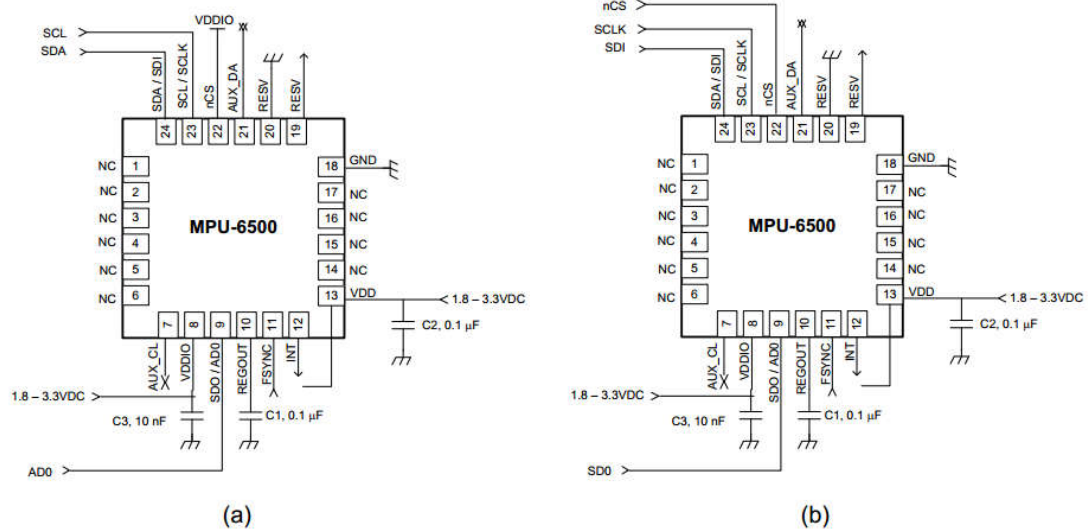 SCL
SDA
VDDIO
SDA / SDI
SCL / SCLK
nCS
AUX_DA
RESV
RESV
24
23
22
21
20
19
NC 1
NC 2
NC 3
NC 4
NC 5
NC 6
MPU-6500
18 GND
17 NC
16 NC
15 NC
14 NC
13 VDD
1.8 – 3.3VDC
C2, 0.1 µF
7
8
9
10
11
12
AUX_CL
VDDIO
SDO / AD0
REGOUT
FSYNC
INT
1.8 – 3.3VDC
C3, 10 nF
C1, 0.1 µF
AD0
(a)
nCS
SCLK
SDI
SDA / SDI
SCL / SCLK
nCS
AUX_DA
RESV
RESV
24
23
22
21
20
19
NC 1
NC 2
NC 3
NC 4
NC 5
NC 6
MPU-6500
18 GND
17 NC
16 NC
15 NC
14 NC
13 VDD
1.8 – 3.3VDC
C2, 0.1 µF
7
8
9
10
11
12
AUX_CL
VDDIO
SDO / AD0
REGOUT
FSYNC
INT
1.8 – 3.3VDC
C3, 10 nF
C1, 0.1 µF
SD0
(b)